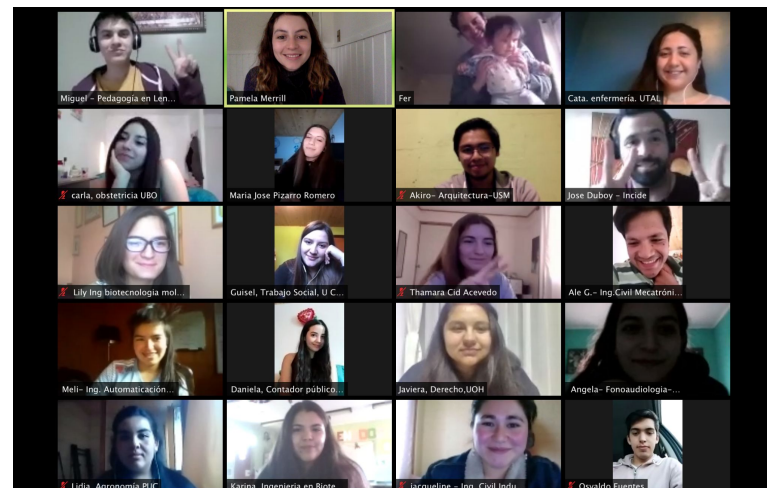 Miguel - Pedagogía en Len...
Pamela Merrill
Fer
Cata. enfermería. UTAL
carla, obstetricia UBO
Maria Jose Pizarro Romero
Akiro- Arquitectura-USM
Jose Duboy - Incide
Lily Ing biotecnología mol...
Guisel, Trabajo Social, U C...
Thamara Cid Acevedo
Ale G.- Ing.Civil Mecatróni...
Meli- Ing. Automaticación...
Daniela, Contador público...
Javiera, Derecho,UOH
Angela- Fonoaudiologia-...
Lidia, Agronomía PUC
Karina, Ingenieria en Biote...
jacqueline - Ing. Civil Indu...
Osvaldo Fuentes